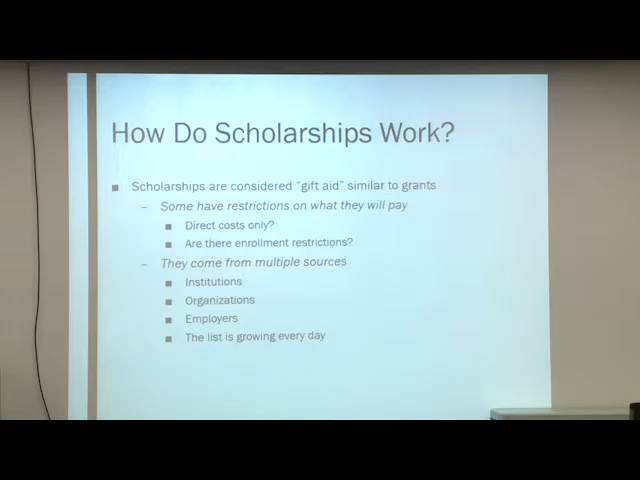 How Do Scholarships Work?
■ Scholarships are considered "gift aid" similar to grants
– Some have restrictions on what they will pay
■ Direct costs only?
■ Are there enrollment restrictions?
– They come from multiple sources
■ Institutions
■ Organizations
■ Employers
■ The list is growing every day